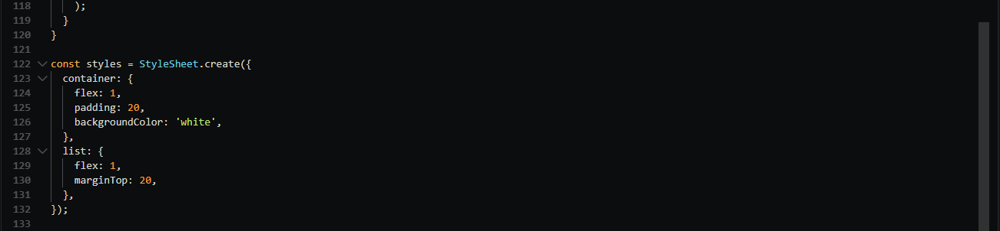 118     );
119   }
120 }
121
122 const styles = StyleSheet.create({
123   container: {
124     flex: 1,
125     padding: 20,
126     backgroundColor: 'white',
127   },
128   list: {
129     flex: 1,
130     marginTop: 20,
131   },
132 });
133